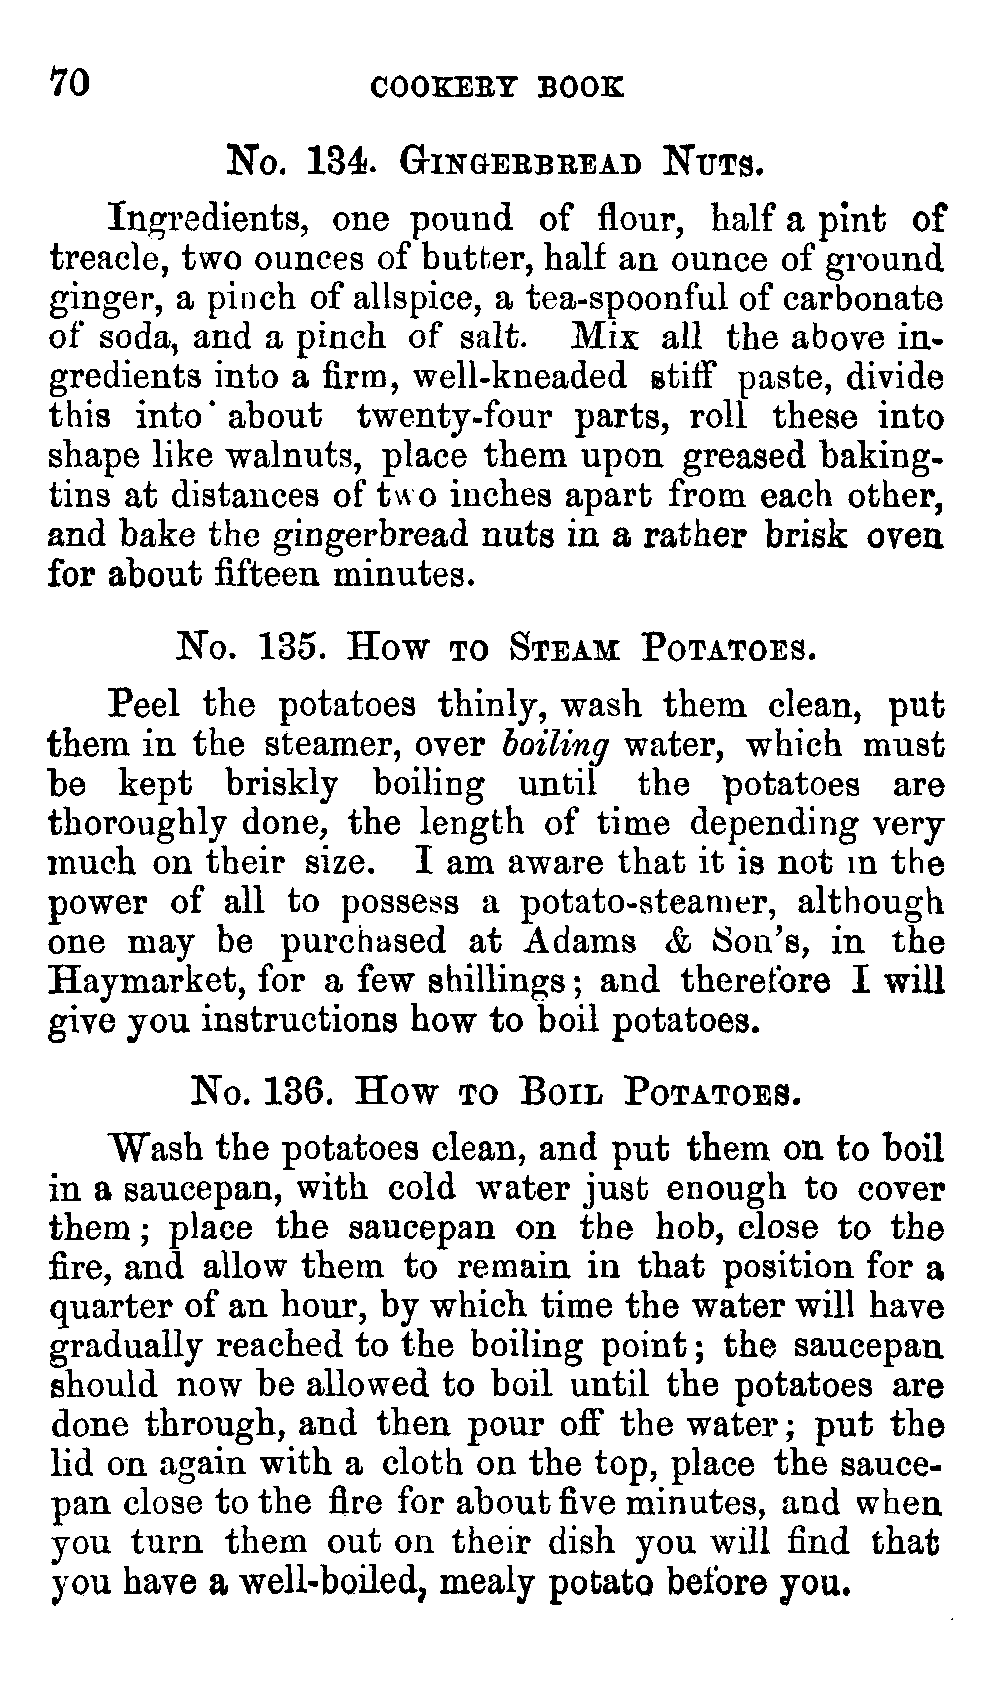 70 COOKERY BOOK
No. 134. Gingerbread Nuts.
Ingredients, one pound of flour, half a pint of
treacle, two ounces of butter, half an ounce of ground
ginger, a pinch of allspice, a tea-spoonful of carbonate
of soda, and a pinch of salt. Mix all the above in-
gredients into a firm, well-kneaded stiff paste, divide
this into about twenty-four parts, roll these into
shape like walnuts, place them upon greased baking-
tins at distances of two inches apart from each other,
and bake the gingerbread nuts in a rather brisk oven
for about fifteen minutes.
No. 135. How to Steam Potatoes.
Peel the potatoes thinly, wash them clean, put
them in the steamer, over boiling water, which must
be kept briskly boiling until the potatoes are
thoroughly done, the length of time depending very
much on their size. I am aware that it is not in the
power of all to possess a potato-steamer, although
one may be purchased at Adams & Son's, in the
Haymarket, for a few shillings; and therefore I will
give you instructions how to boil potatoes.
No. 136. How to Boil Potatoes.
Wash the potatoes clean, and put them on to boil
in a saucepan, with cold water just enough to cover
them; place the saucepan on the hob, close to the
fire, and allow them to remain in that position for a
quarter of an hour, by which time the water will have
gradually reached to the boiling point; the saucepan
should now be allowed to boil until the potatoes are
done through, and then pour off the water; put the
lid on again with a cloth on the top, place the sauce-
pan close to the fire for about five minutes, and when
you turn them out on their dish you will find that
you have a well-boiled, mealy potato before you.